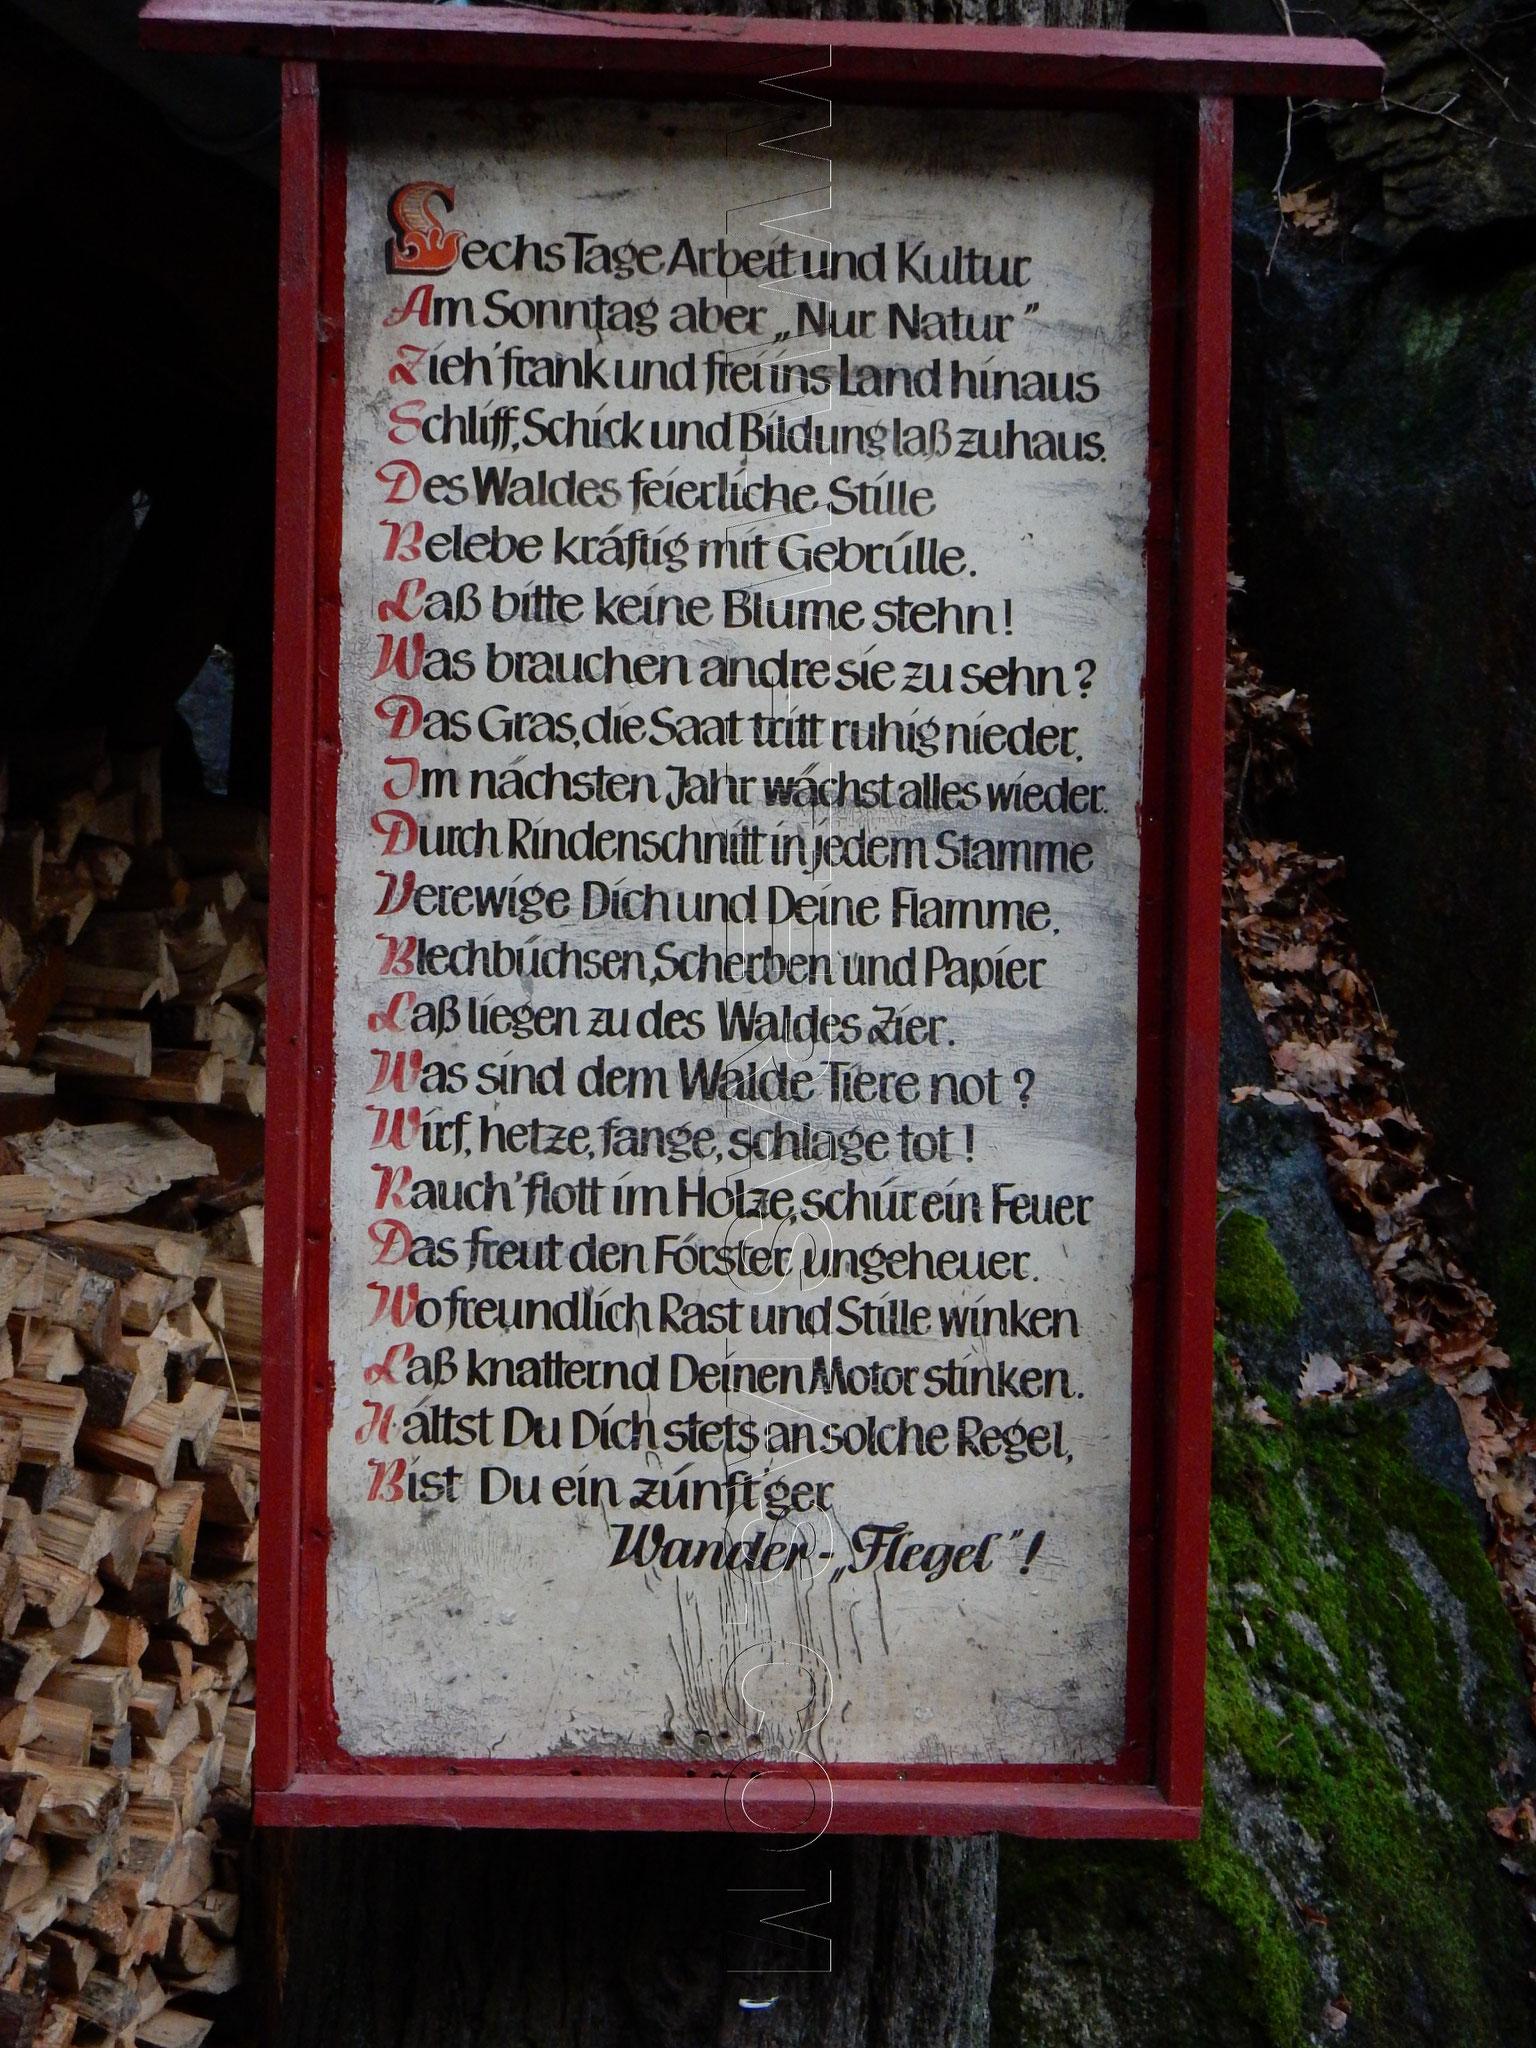 Sechs Tage Arbeit und Kultur
Am Sonntag aber „Nur Natur”
Zieh' frank und frei ins Land hinaus
Schliff, Schick und Bildung laß zuhaus.
Des Waldes feierliche Stille
Belebe kräftig mit Gebrülle.
Laß bitte keine Blume stehn!
Was brauchen andre sie zu sehn?
Das Gras, die Saat tritt ruhig nieder,
Im nächsten Jahr wächst alles wieder.
Durch Rindenschnitt in jedem Stamme
Verewige Dich und Deine Flamme,
Blechbüchsen, Scherben und Papier
Laß liegen zu des Waldes Zier.
Was sind dem Walde Tiere not?
Wirf, hetze, fange, schlage tot!
Rauch' flott im Holze, schür ein Feuer
Das freut den Förster ungeheuer.
Wo freundlich Rast und Stille winken
Laß knatternd Deinen Motor stinken.
Hältst Du Dich stets an solche Regel,
Bist Du ein zünft'ger
Wander-„Flegel”!